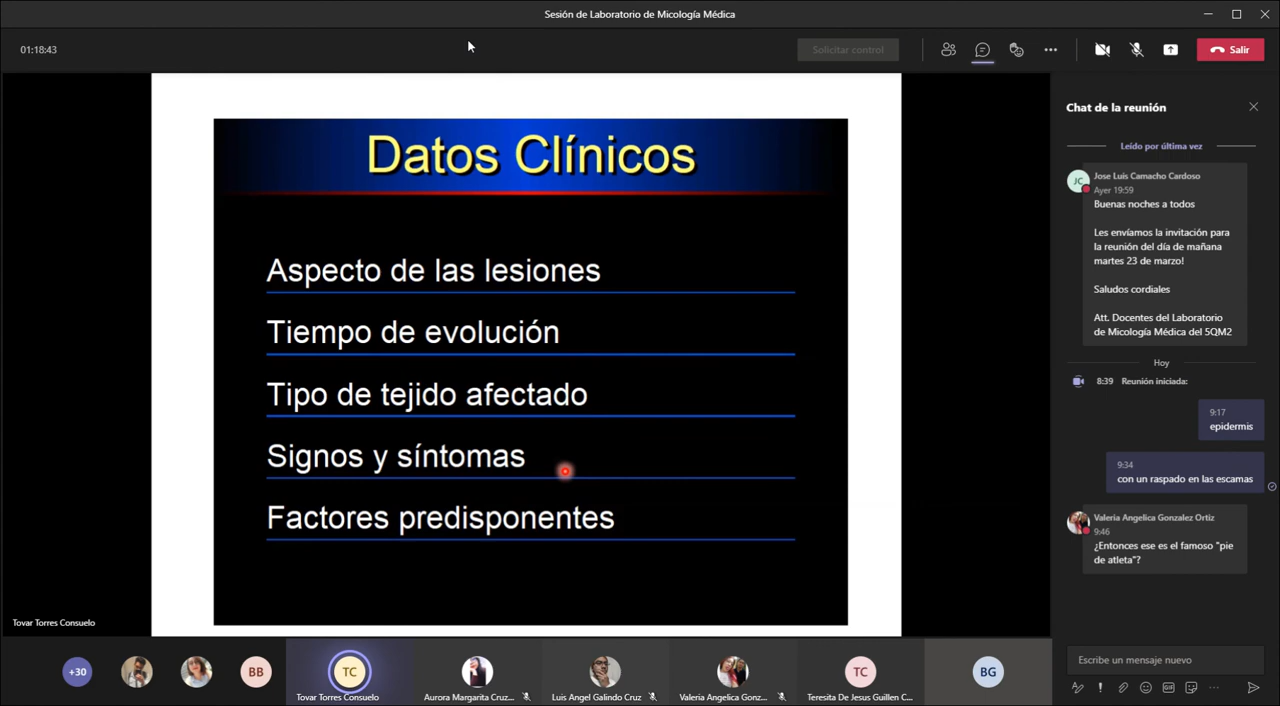 Sesión de Laboratorio de Micología Médica
01:18:43
Solicitar control
Salir
Datos Clínicos
Aspecto de las lesiones
Tiempo de evolución
Tipo de tejido afectado
Signos y síntomas
Factores predisponentes
Tovar Torres Consuelo
Chat de la reunión
Leído por última vez
JC
Jose Luis Camacho Cardoso
Ayer 19:59
Buenas noches a todos
Les envíamos la invitación para
la reunión del día de mañana
martes 23 de marzo!
Saludos cordiales
Att. Docentes del Laboratorio
de Micología Médica del 5QM2
Hoy
8:39 Reunión iniciada:
9:17
epidermis
9:34
con un raspado en las escamas
Valeria Angelica Gonzalez Ortiz
9:46
¿Entonces ese es el famoso "pie
de atleta"?
Escribe un mensaje nuevo
GIF
+30
BB
TC
Tovar Torres Consuelo
Aurora Margarita Cruz...
Luis Angel Galindo Cruz
Valeria Angelica Gonz...
TC
Teresita De Jesus Guillen C...
BG